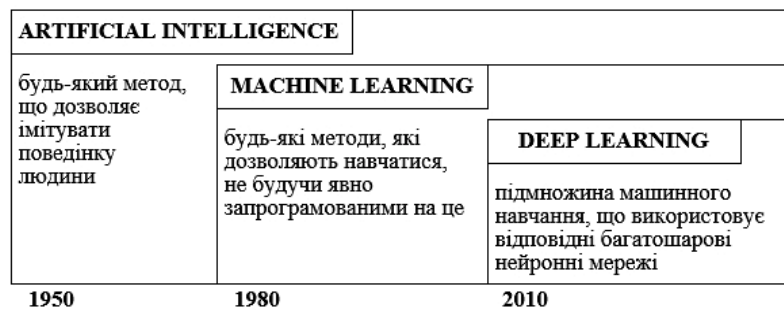 ARTIFICIAL INTELLIGENCE
будь-який метод,
що дозволяє
імітувати
поведінку
людини
MACHINE LEARNING
будь-які методи, які
дозволяють навчатися,
не будучи явно
запрограмованими на це
DEEP LEARNING
підмножина машинного
навчання, що використовує
відповідні багатошарові
нейронні мережі
1950
1980
2010